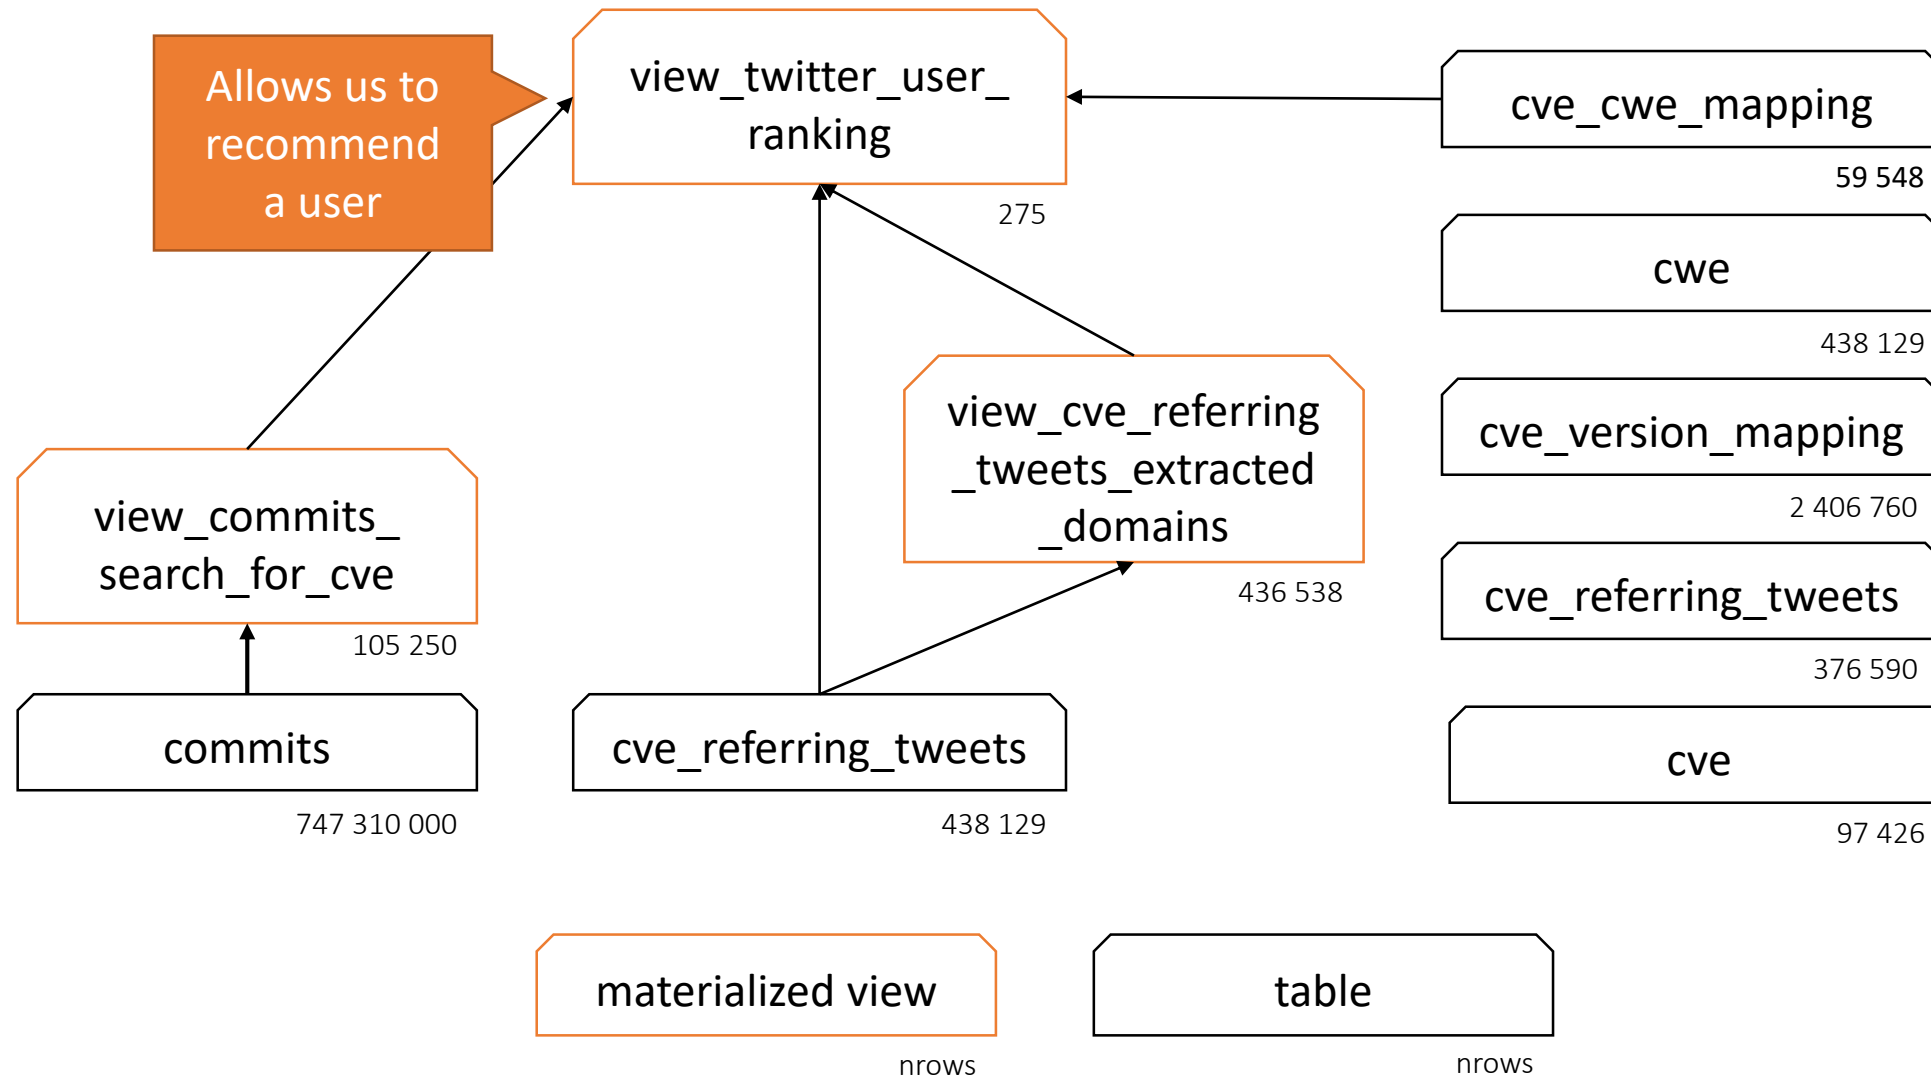 Allows us to
recommend
a user
view_twitter_user_
ranking
275
cve_cwe_mapping
59 548
cwe
438 129
cve_version_mapping
2 406 760
cve_referring_tweets
376 590
cve
97 426
view_cve_referring
_tweets_extracted
_domains
436 538
view_commits_
search_for_cve
105 250
commits
747 310 000
cve_referring_tweets
438 129
materialized view
nrows
table
nrows